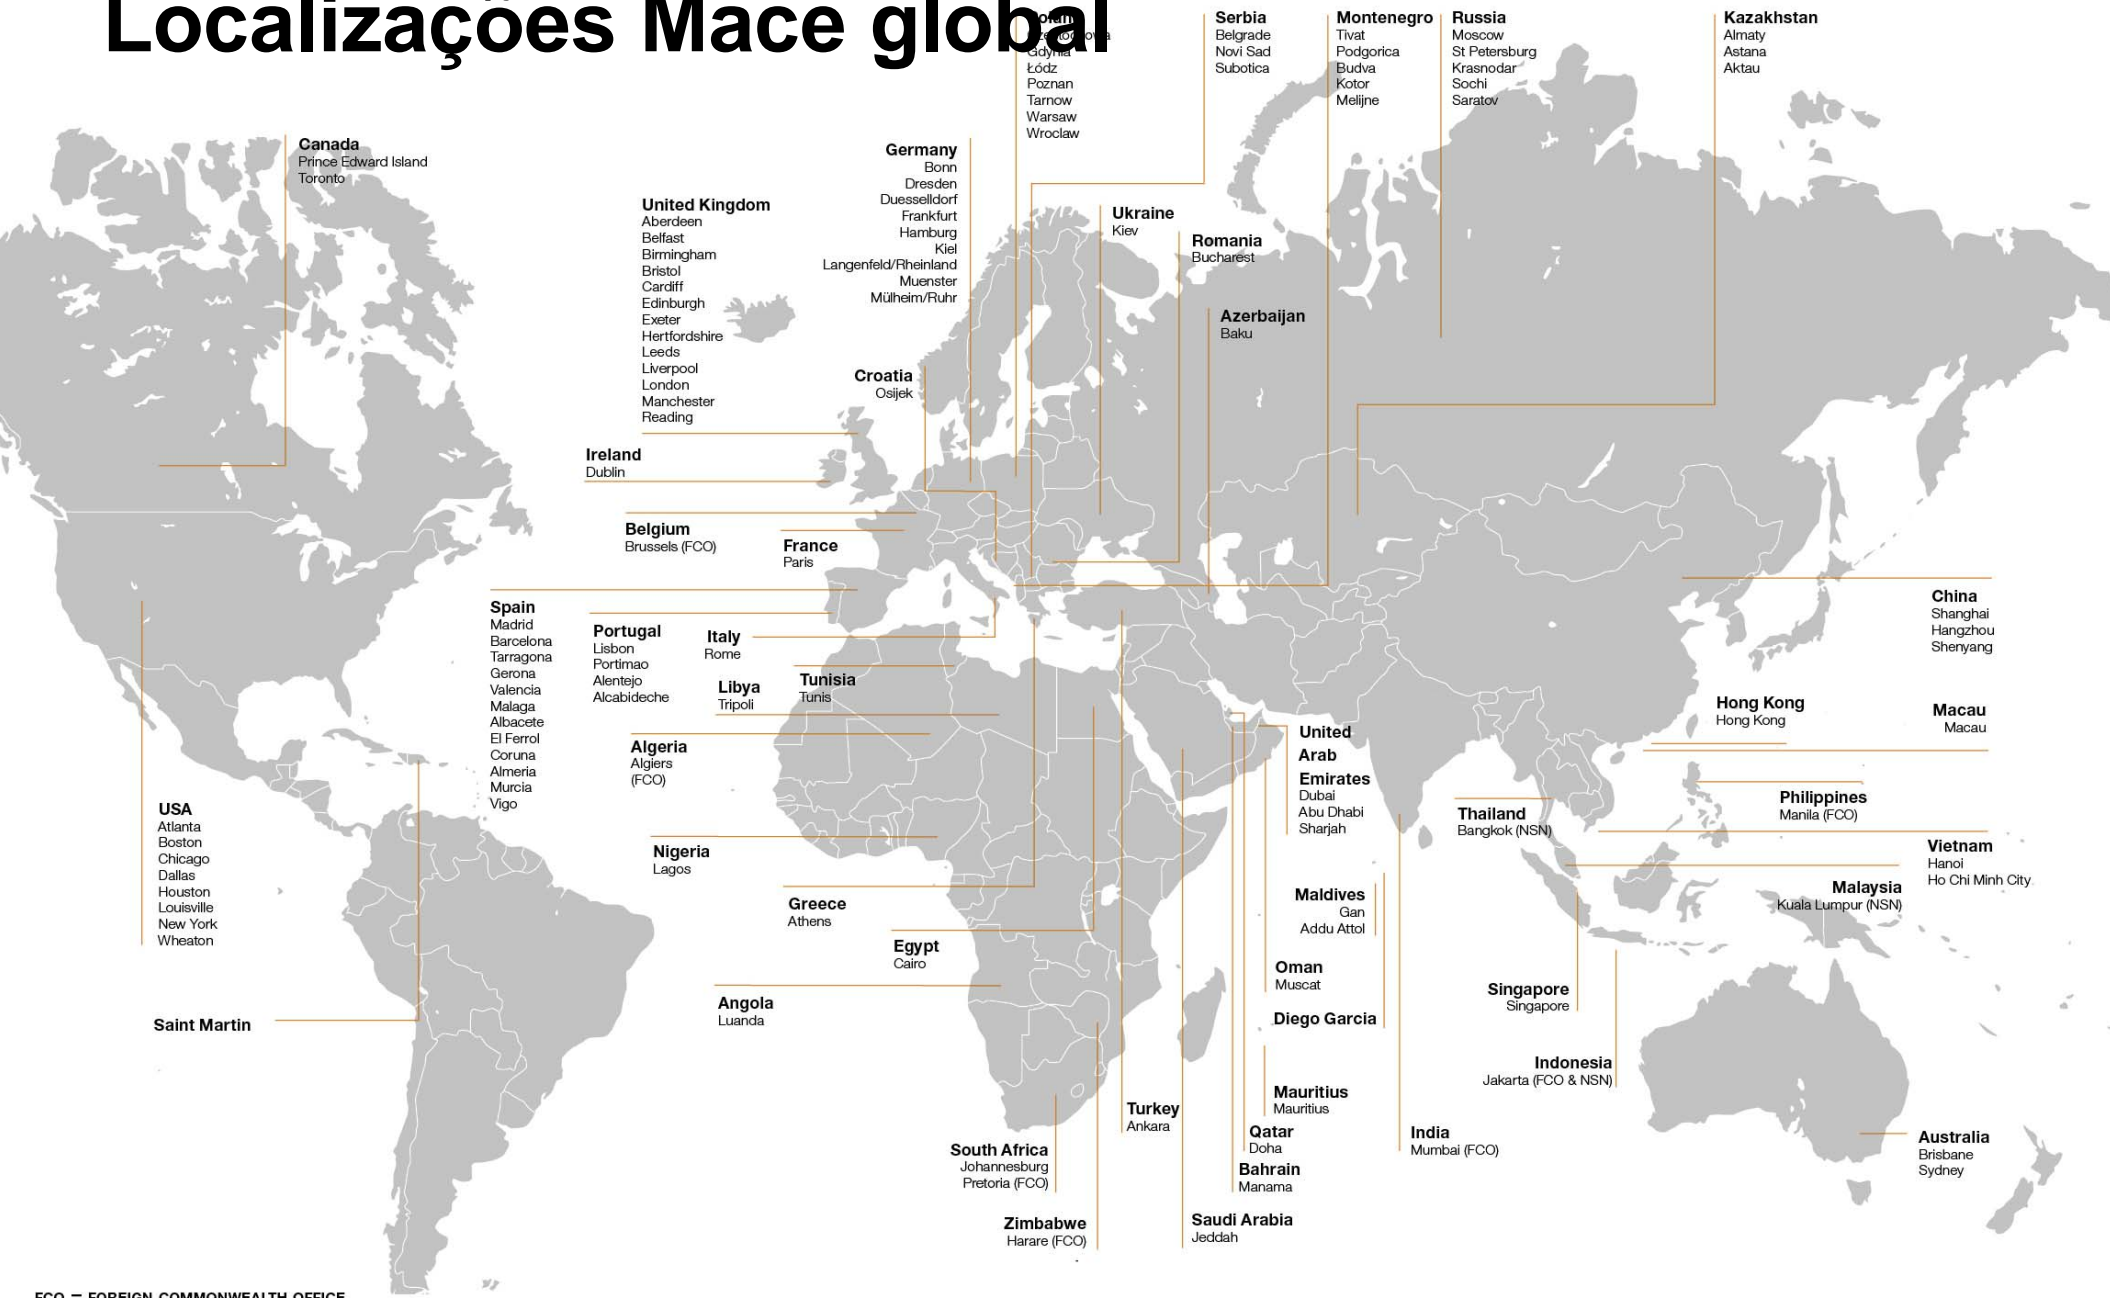 Localizações Mace global
Poland
Gdynia
Łódz
Poznan
Tarnow
Warsaw
Wroclaw
Serbia
Belgrade
Novi Sad
Subotica
Montenegro
Tivat
Podgorica
Budva
Kotor
Melijne
Russia
Moscow
St Petersburg
Krasnodar
Sochi
Saratov
Kazakhstan
Almaty
Astana
Aktau
Canada
Prince Edward Island
Toronto
Germany
Bonn
Dresden
Duesselldorf
Frankfurt
Hamburg
Kiel
Langenfeld/Rheinland
Muenster
Mülheim/Ruhr
United Kingdom
Aberdeen
Belfast
Birmingham
Bristol
Cardiff
Edinburgh
Exeter
Hertfordshire
Leeds
Liverpool
London
Manchester
Reading
Ukraine
Kiev
Romania
Bucharest
Azerbaijan
Baku
Croatia
Osijek
Ireland
Dublin
Belgium
Brussels (FCO)
France
Paris
Spain
Madrid
Barcelona
Tarragona
Gerona
Valencia
Malaga
Albacete
El Ferrol
Coruna
Almeria
Murcia
Vigo
Portugal
Lisbon
Portimao
Alentejo
Alcabideche
Italy
Rome
Tunisia
Tunis
Libya
Tripoli
Algeria
Algiers
(FCO)
China
Shanghai
Hangzhou
Shenyang
Hong Kong
Hong Kong
Macau
Macau
United
Arab
Emirates
Dubai
Abu Dhabi
Sharjah
Thailand
Bangkok (NSN)
Philippines
Manila (FCO)
Vietnam
Hanoi
Ho Chi Minh City
Malaysia
Kuala Lumpur (NSN)
USA
Atlanta
Boston
Chicago
Dallas
Houston
Louisville
New York
Wheaton
Nigeria
Lagos
Greece
Athens
Egypt
Cairo
Angola
Luanda
Maldives
Gan
Addu Attol
Oman
Muscat
Diego Garcia
Singapore
Singapore
Saint Martin
Indonesia
Jakarta (FCO & NSN)
Mauritius
Mauritius
Turkey
Ankara
Qatar
Doha
India
Mumbai (FCO)
Australia
Brisbane
Sydney
South Africa
Johannesburg
Pretoria (FCO)
Bahrain
Manama
Zimbabwe
Harare (FCO)
Saudi Arabia
Jeddah
FCO = FOREIGN COMMONWEALTH OFFICE